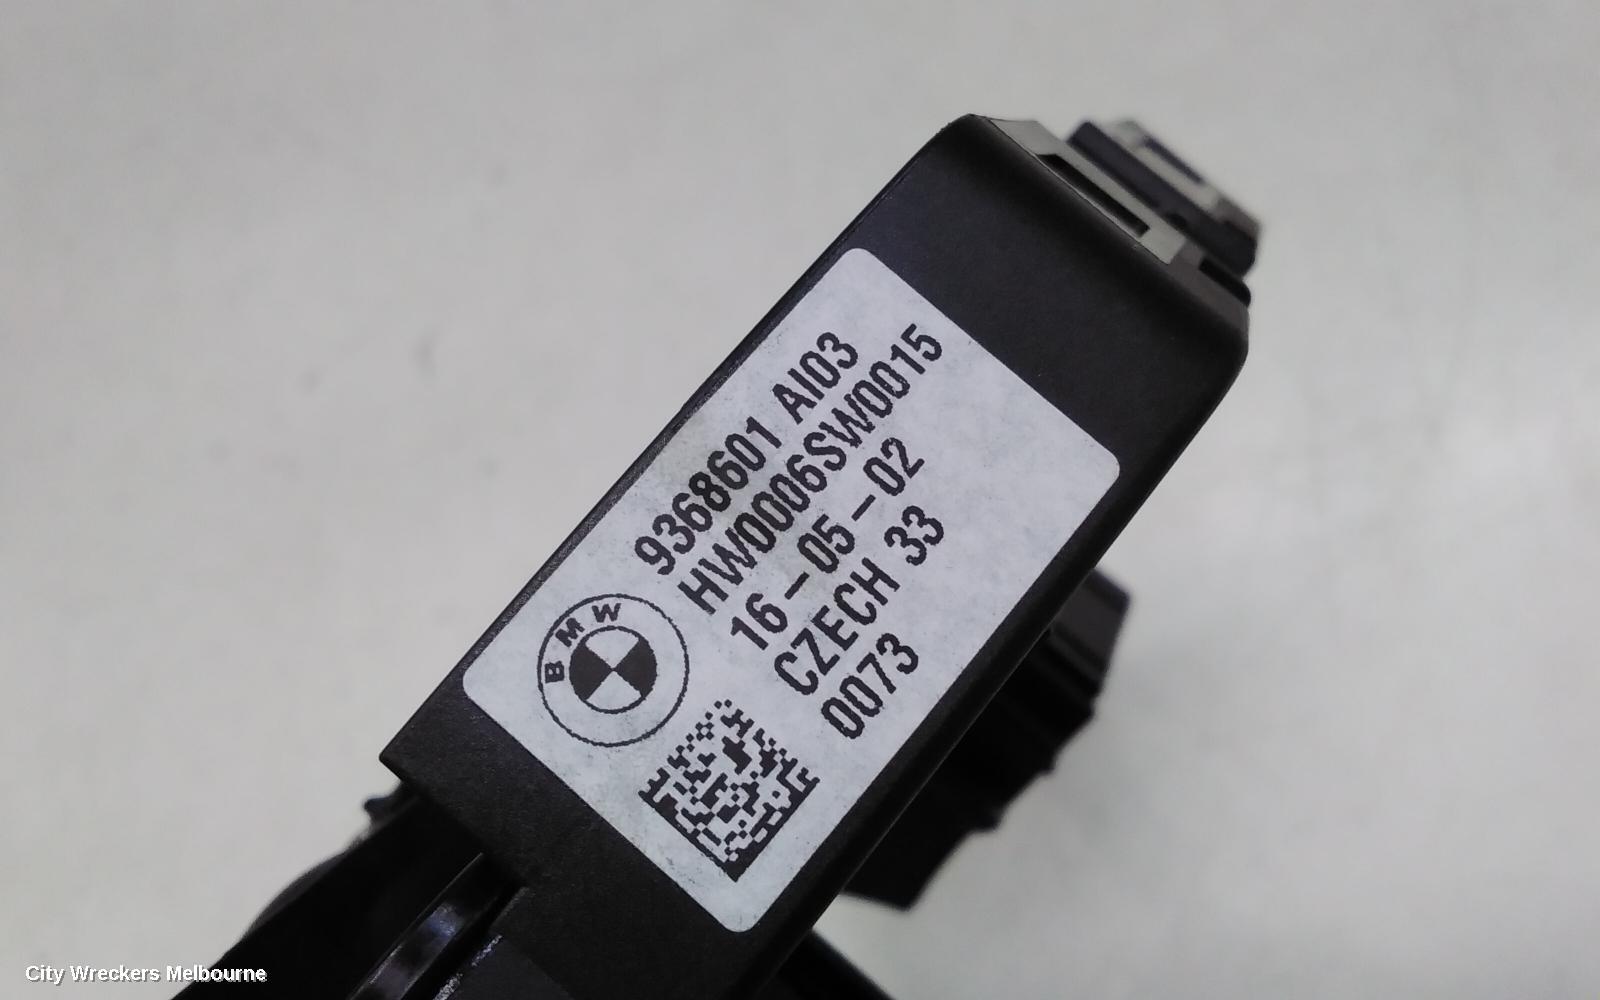 9368601 AI03
HW0006SW0015
16-05-02
CZECH 33
0073
BMW
City Wreckers Melbourne